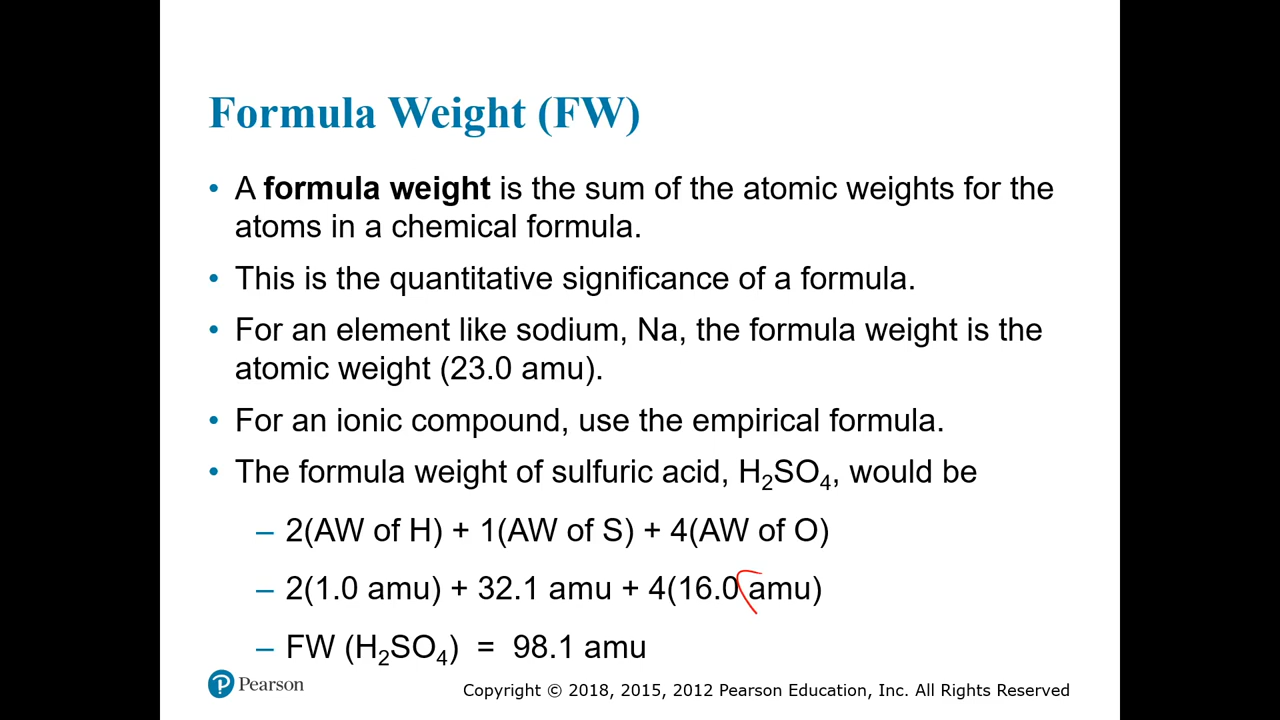 Formula Weight (FW)
• A formula weight is the sum of the atomic weights for the
atoms in a chemical formula.
• This is the quantitative significance of a formula.
• For an element like sodium, Na, the formula weight is the
atomic weight (23.0 amu).
• For an ionic compound, use the empirical formula.
• The formula weight of sulfuric acid, H₂SO₄, would be
– 2(AW of H) + 1(AW of S) + 4(AW of O)
– 2(1.0 amu) + 32.1 amu + 4(16.0 amu)
– FW (H₂SO₄) = 98.1 amu
P Pearson
Copyright © 2018, 2015, 2012 Pearson Education, Inc. All Rights Reserved